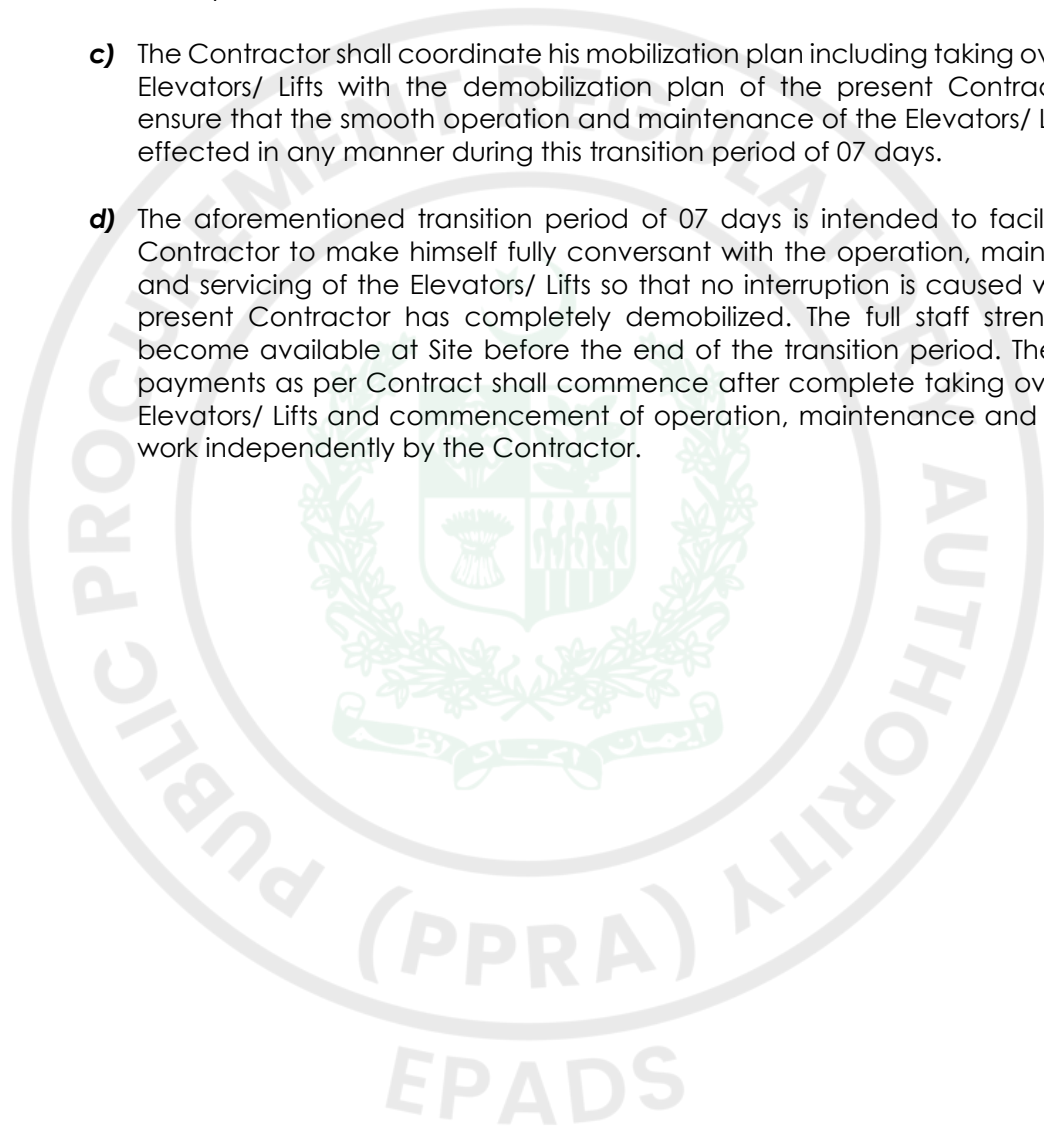 c) The Contractor shall coordinate his mobilization plan including taking ov
Elevators/ Lifts with the demobilization plan of the present Contrac
ensure that the smooth operation and maintenance of the Elevators/ L
effected in any manner during this transition period of 07 days.
d) The aforementioned transition period of 07 days is intended to facil
Contractor to make himself fully conversant with the operation, main
and servicing of the Elevators/ Lifts so that no interruption is caused
present Contractor has completely demobilized. The full staff stren
become available at Site before the end of the transition period. The
payments as per Contract shall commence after complete taking ov
Elevators/ Lifts and commencement of operation, maintenance and
work independently by the Contractor.
PUBLIC PROCUREMENT REGULATORY AUTHORITY
(PPRA)
EPADS